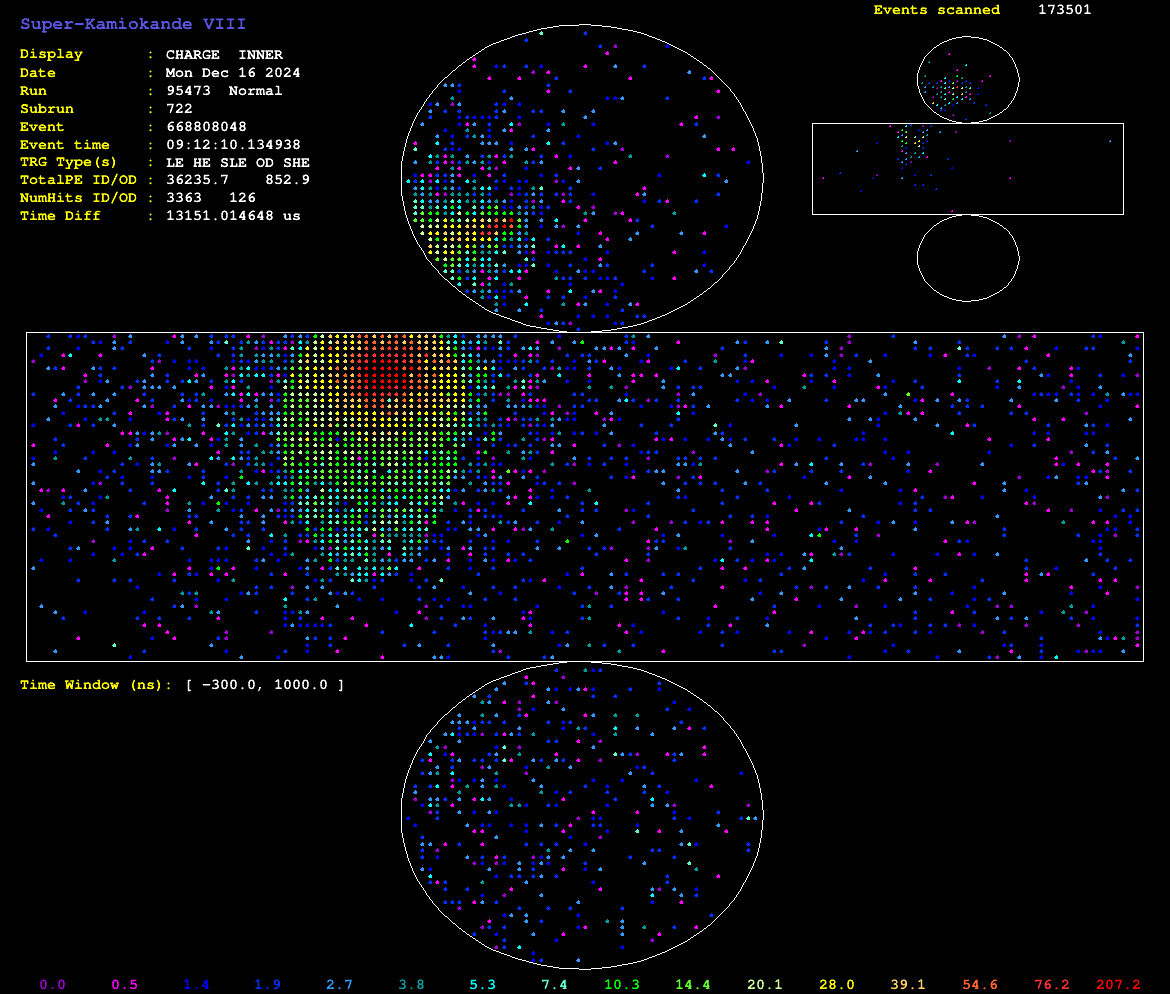 Super-Kamiokande VIII
Events scanned 173501
Display : CHARGE INNER
Date : Mon Dec 16 2024
Run : 95473 Normal
Subrun : 722
Event : 668808048
Event time : 09:12:10.134938
TRG Type(s) : LE HE SLE OD SHE
TotalPE ID/OD : 36235.7 852.9
NumHits ID/OD : 3363 126
Time Diff : 13151.014648 us
Time Window (ns): [ -300.0, 1000.0 ]
0.0 0.5 1.4 1.9 2.7 3.8 5.3 7.4 10.3 14.4 20.1 28.0 39.1 54.6 76.2 207.2